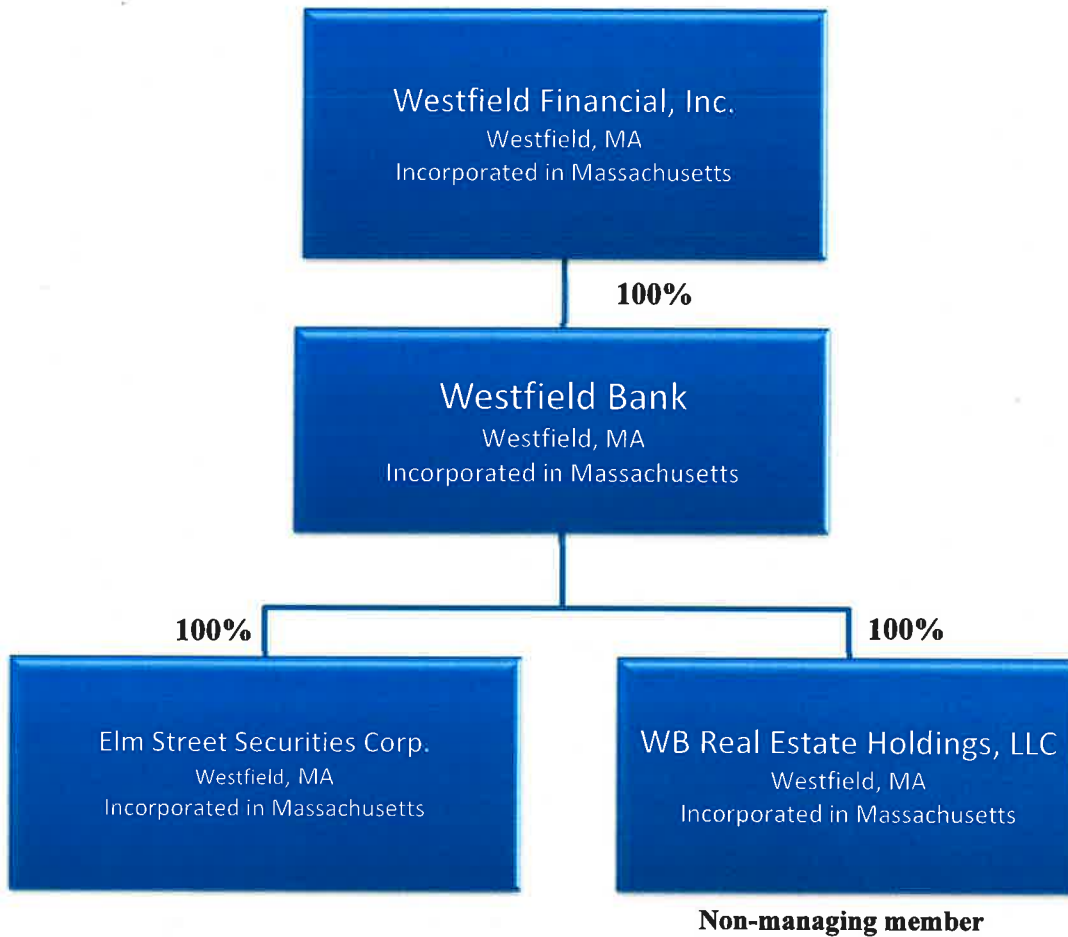 Westfield Financial, Inc.
Westfield, MA
Incorporated in Massachusetts
100%
Westfield Bank
Westfield, MA
Incorporated in Massachusetts
100%
100%
Elm Street Securities Corp.
Westfield, MA
Incorporated in Massachusetts
WB Real Estate Holdings, LLC
Westfield, MA
Incorporated in Massachusetts
Non-managing member